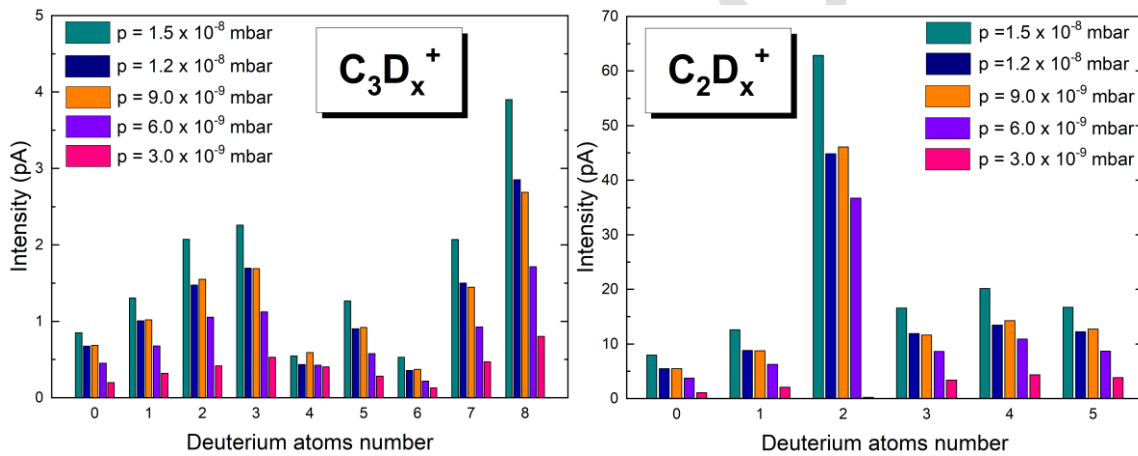 5
4
3
2
1
0
Intensity (pA)
p = 1.5 x 10⁻⁸ mbar
p = 1.2 x 10⁻⁸ mbar
p = 9.0 x 10⁻⁹ mbar
p = 6.0 x 10⁻⁹ mbar
p = 3.0 x 10⁻⁹ mbar
C₃Dₓ⁺
0 1 2 3 4 5 6 7 8
Deuterium atoms number
70
60
50
40
30
20
10
0
Intensity (pA)
C₂Dₓ⁺
p =1.5 x 10⁻⁸ mbar
p =1.2 x 10⁻⁸ mbar
p = 9.0 x 10⁻⁹ mbar
p = 6.0 x 10⁻⁹ mbar
p = 3.0 x 10⁻⁹ mbar
0 1 2 3 4 5
Deuterium atoms number